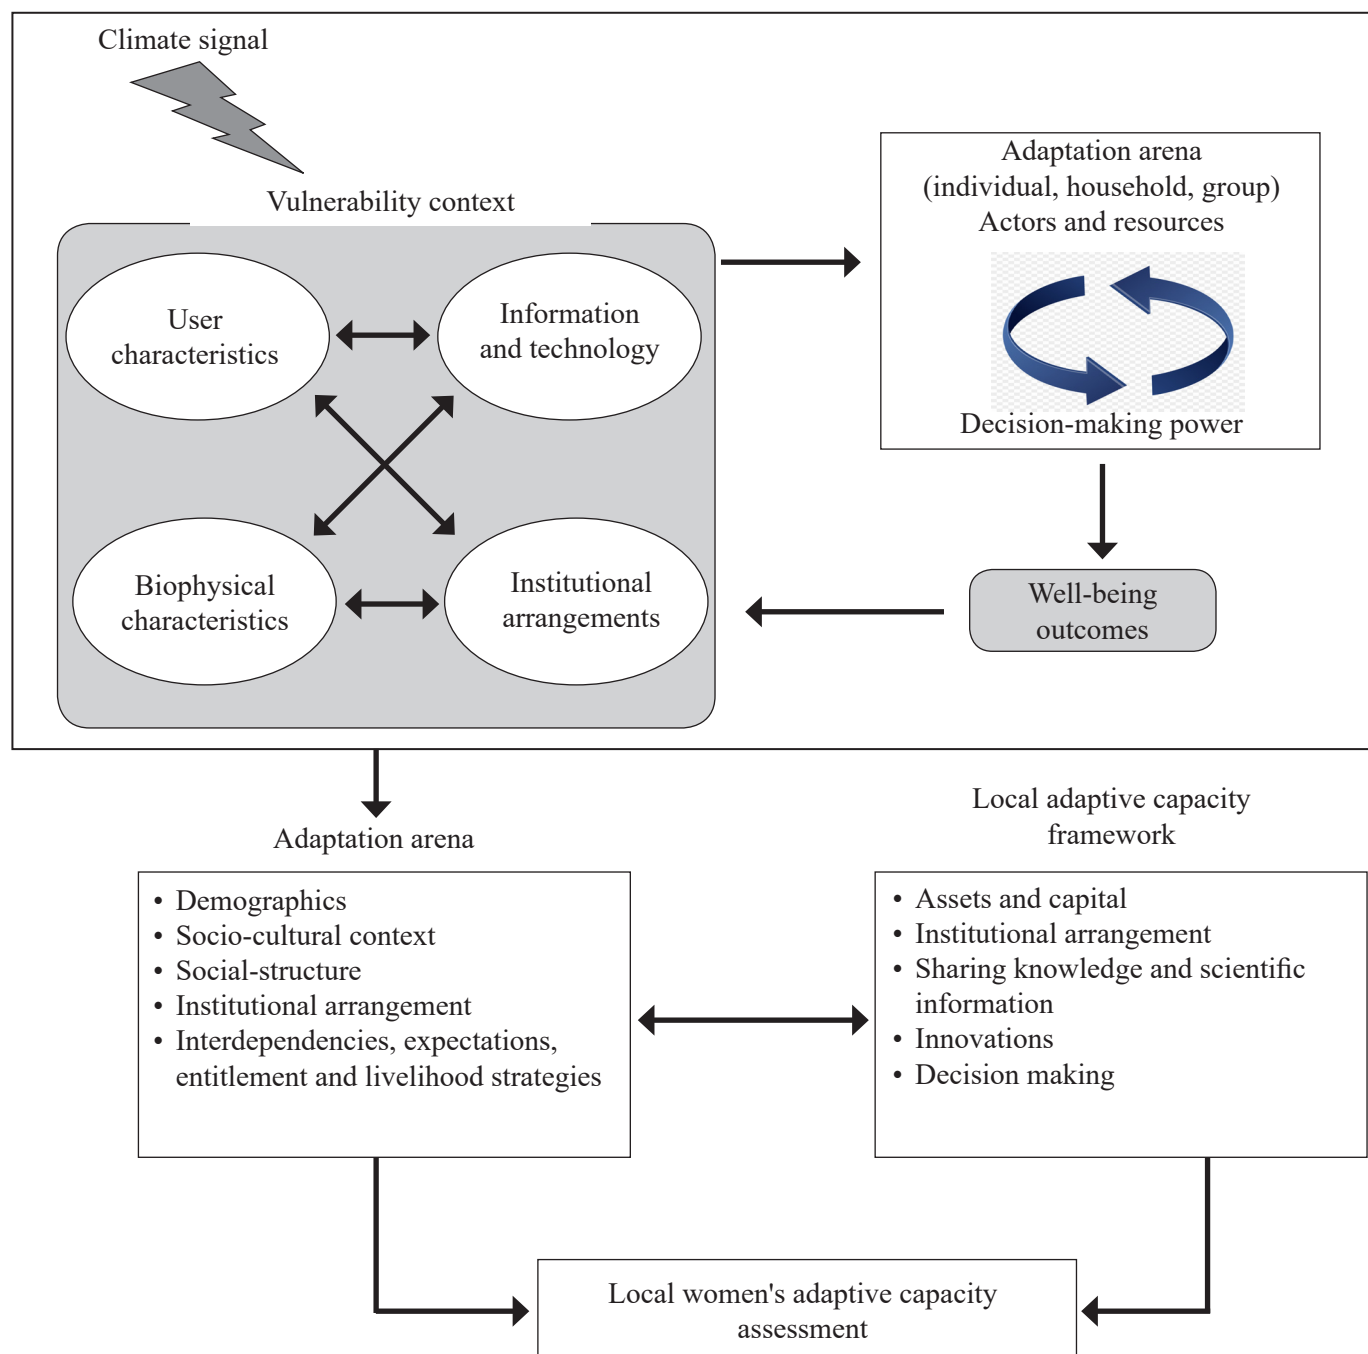 Climate signal
Vulnerability context
User
characteristics
Information
and technology
Biophysical
characteristics
Institutional
arrangements
Adaptation arena
(individual, household, group)
Actors and resources
Decision-making power
Well-being
outcomes
Adaptation arena
• Demographics
• Socio-cultural context
• Social-structure
• Institutional arrangement
• Interdependencies, expectations,
entitlement and livelihood strategies
Local adaptive capacity
framework
• Assets and capital
• Institutional arrangement
• Sharing knowledge and scientific
information
• Innovations
• Decision making
Local women's adaptive capacity
assessment